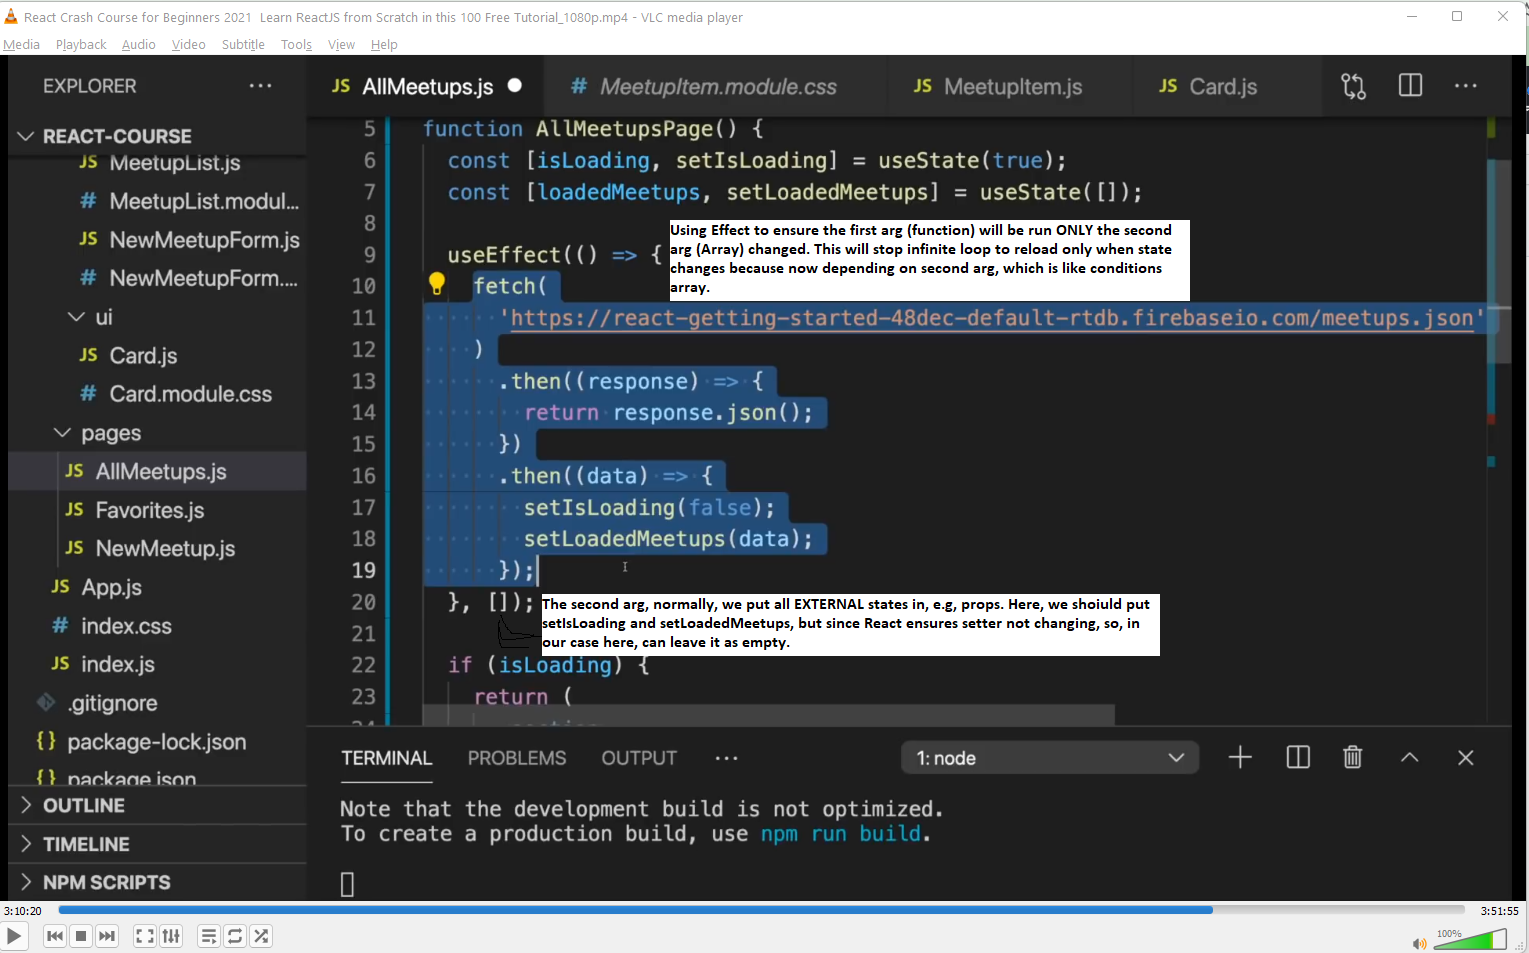 React Crash Course for Beginners 2021  Learn ReactJS from Scratch in this 100 Free Tutorial_1080p.mp4 - VLC media player
Media Playback Audio Video Subtitle Tools View Help
EXPLORER ···
REACT-COURSE
MeetupList.js
MeetupList.modul...
NewMeetupForm.js
NewMeetupForm....
ui
Card.js
Card.module.css
pages
AllMeetups.js
Favorites.js
NewMeetup.js
App.js
index.css
index.js
.gitignore
package-lock.json
package.json
OUTLINE
TIMELINE
NPM SCRIPTS
JS AllMeetups.js
# MeetupItem.module.css
JS MeetupItem.js
JS Card.js
5 function AllMeetupsPage() {
6 const [isLoading, setIsLoading] = useState(true);
7 const [loadedMeetups, setLoadedMeetups] = useState([]);
8
9 useEffect(() => {
10 fetch(
11 'https://react-getting-started-48dec-default-rtdb.firebaseio.com/meetups.json'
12 )
13 .then((response) => {
14 return response.json();
15 })
16 .then((data) => {
17 setIsLoading(false);
18 setLoadedMeetups(data);
19 });
20 }, []);
21
22 if (isLoading) {
23 return (
Using Effect to ensure the first arg (function) will be run ONLY the second
arg (Array) changed. This will stop infinite loop to reload only when state
changes because now depending on second arg, which is like conditions
array.
The second arg, normally, we put all EXTERNAL states in, e.g, props. Here, we shoiuld put
setIsLoading and setLoadedMeetups, but since React ensures setter not changing, so, in
our case here, can leave it as empty.
TERMINAL PROBLEMS OUTPUT ···
1: node
Note that the development build is not optimized.
To create a production build, use npm run build.
3:10:20
3:51:55
100%